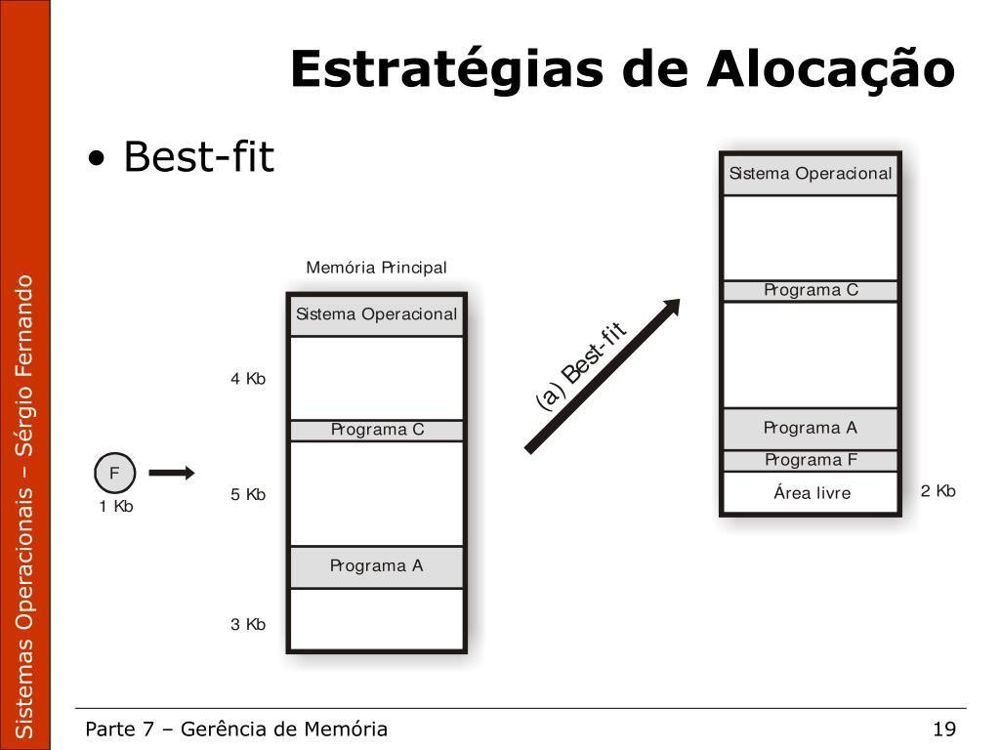 Estratégias de Alocação
• Best-fit
Sistemas Operacionais – Sérgio Fernando
Memória Principal
Sistema Operacional
4 Kb
Programa C
F
1 Kb
5 Kb
Programa A
3 Kb
(a) Best-fit
Sistema Operacional
Programa C
Programa A
Programa F
Área livre
2 Kb
Parte 7 – Gerência de Memória
19